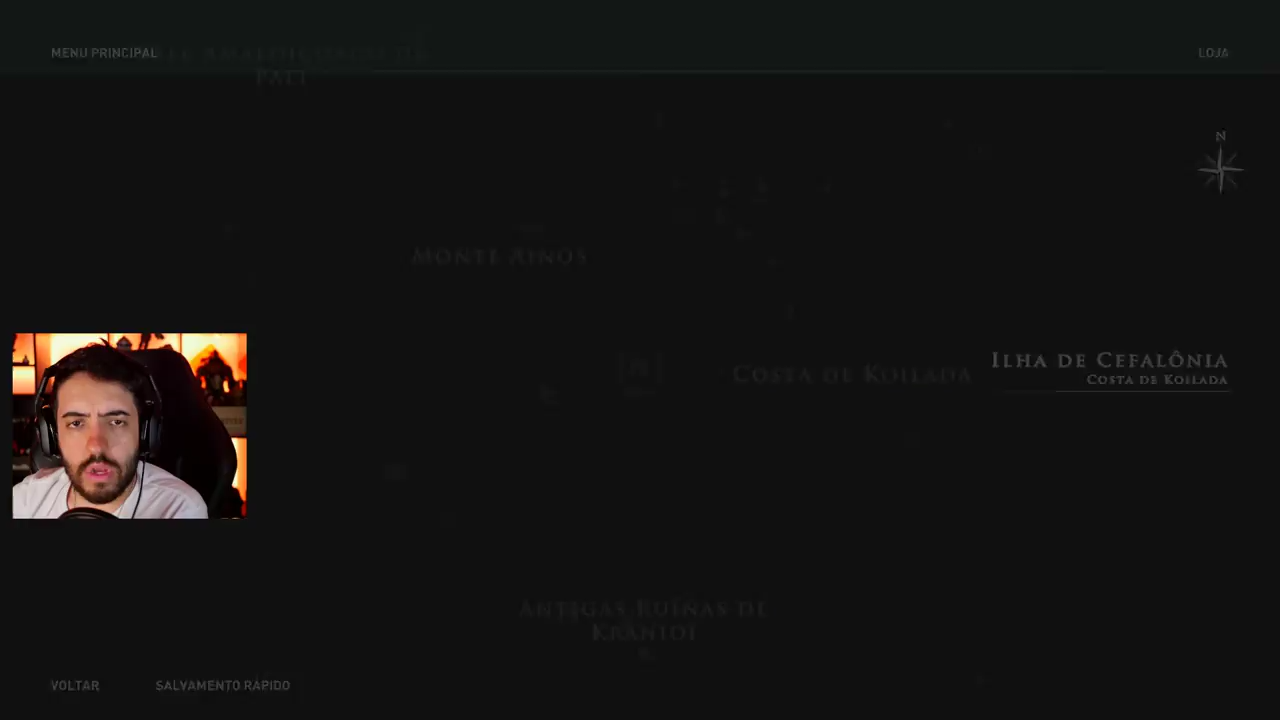 MENU PRINCIPAL
LOJA
PALI
N
MONTE AINOS
ILHA DE CEFALÔNIA
COSTA DE KOILADA
COSTA DE KOILADA
ANTIGAS RUÍNAS DE
KRANIOI
VOLTAR
SALVAMENTO RÁPIDO